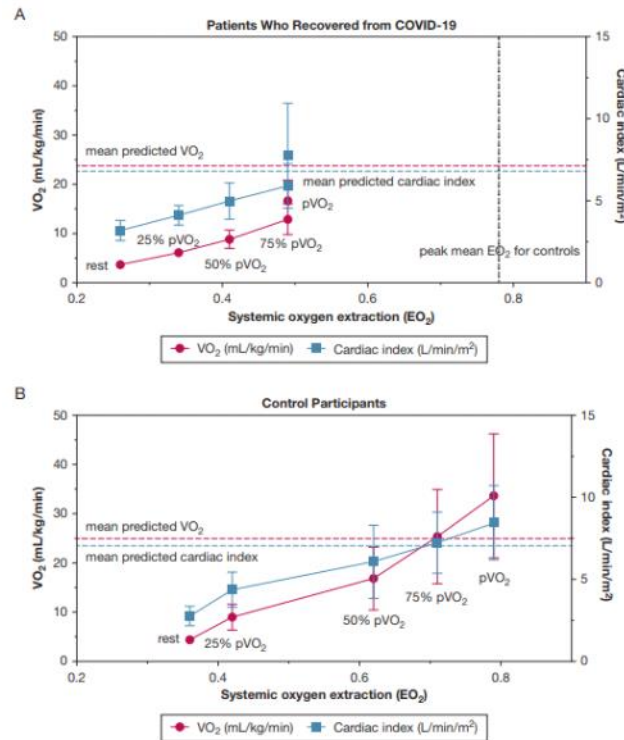 A
Patients Who Recovered from COVID-19
50
40
30
20
10
0
VO₂ (mL/kg/min)
15
10
5
0
Cardiac index (L/min/m²)
mean predicted VO₂
mean predicted cardiac index
pVO₂
25% pVO₂
75% pVO₂
rest
50% pVO₂
peak mean EO₂ for controls
0.2 0.4 0.6 0.8
Systemic oxygen extraction (EO₂)
VO₂ (mL/kg/min) Cardiac index (L/min/m²)
B
Control Participants
50
40
30
20
10
0
VO₂ (mL/kg/min)
15
10
5
0
Cardiac index (L/min/m²)
mean predicted VO₂
mean predicted cardiac index
pVO₂
75% pVO₂
50% pVO₂
rest
25% pVO₂
0.2 0.4 0.6 0.8
Systemic oxygen extraction (EO₂)
VO₂ (mL/kg/min) Cardiac index (L/min/m²)